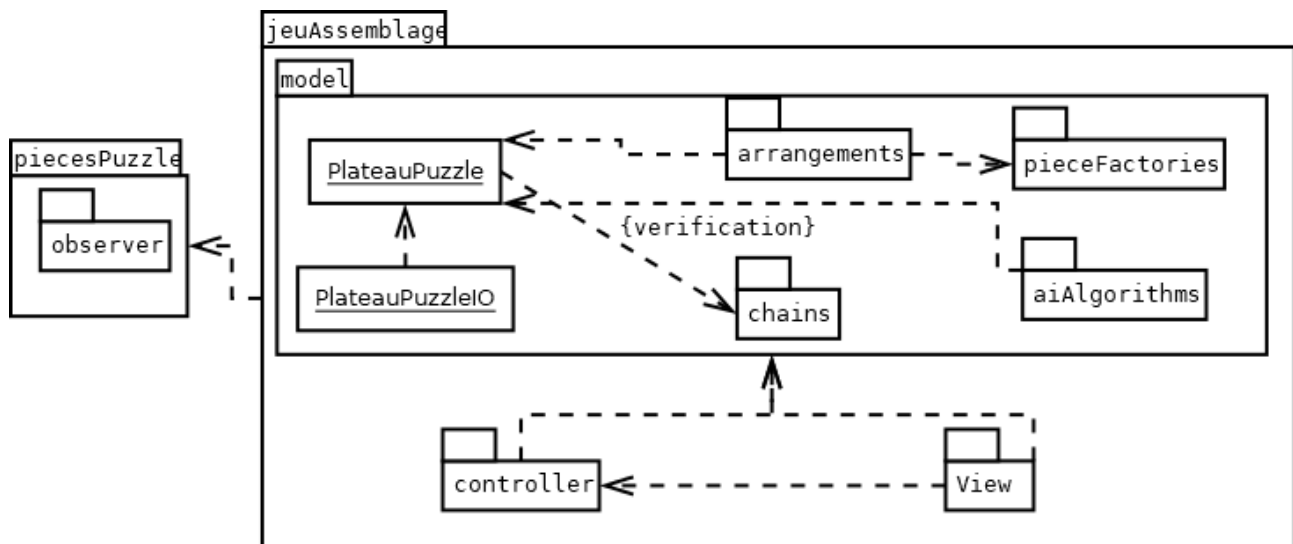 jeuAssemblage
model
piecesPuzzle
observer
PlateauPuzzle
arrangements
pieceFactories
{verification}
PlateauPuzzleIO
chains
aiAlgorithms
controller
View